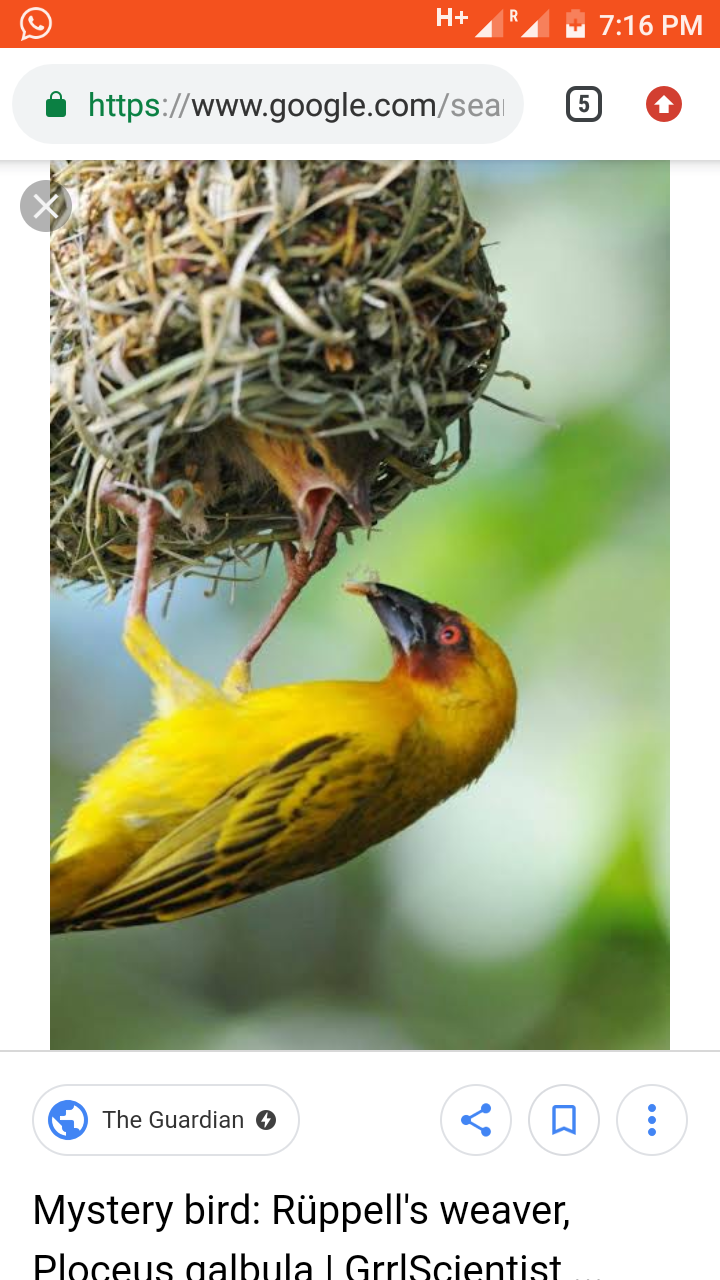 H+ R 7:16 PM
https://www.google.com/sea
5
The Guardian
Mystery bird: Rüppell's weaver,
Ploceus galbula | GrrlScientist ...